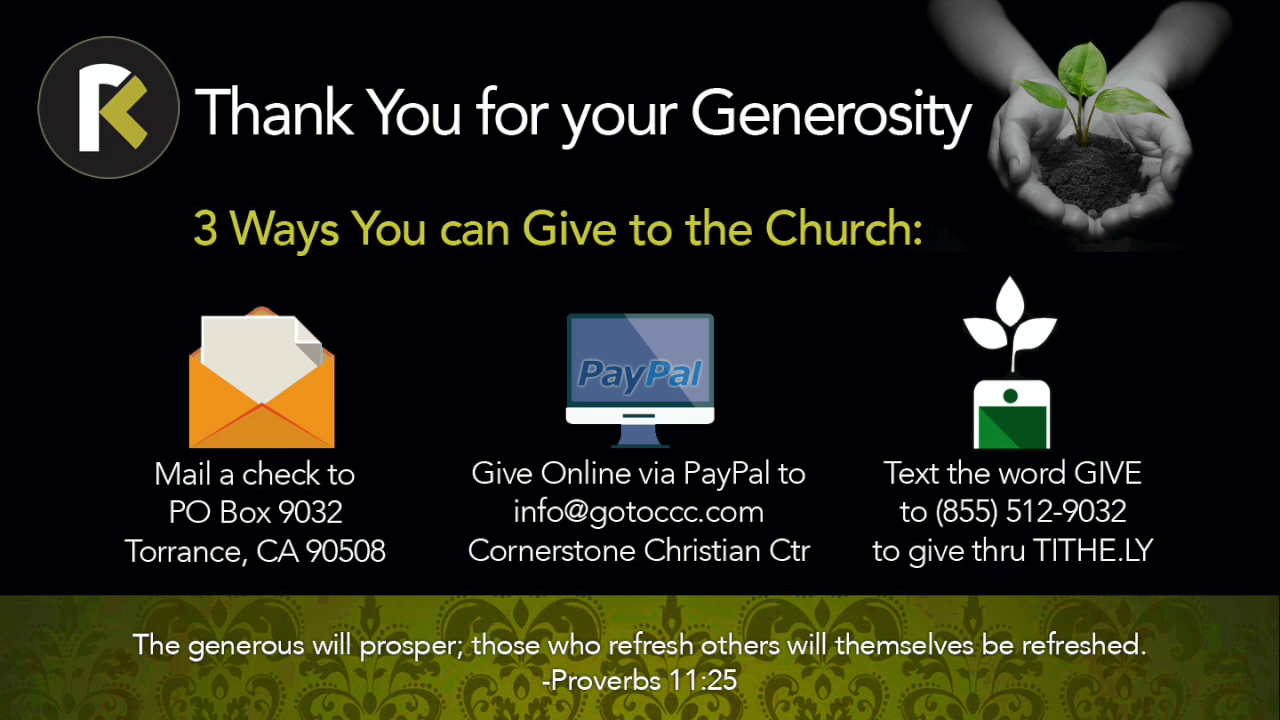 Thank You for your Generosity
3 Ways You can Give to the Church:
PayPal
Mail a check to
PO Box 9032
Torrance, CA 90508
Give Online via PayPal to
info@gotoccc.com
Cornerstone Christian Ctr
Text the word GIVE
to (855) 512-9032
to give thru TITHE.LY
The generous will prosper; those who refresh others will themselves be refreshed.
-Proverbs 11:25